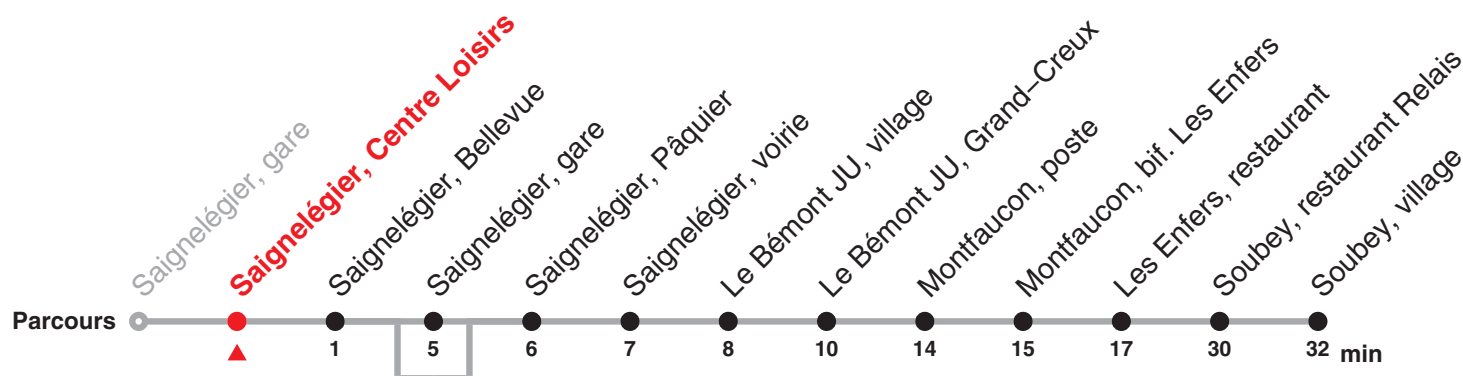 Saignelégier, gare
Saignelégier, Centre Loisirs
Saignelégier, Bellevue
Saignelégier, gare
Saignelégier, Pâquier
Saignelégier, voirie
Le Bémont JU, village
Le Bémont JU, Grand–Creux
Montfaucon, poste
Montfaucon, bif. Les Enfers
Les Enfers, restaurant
Soubey, restaurant Relais
Soubey, village
Parcours
1 5 6 7 8 10 14 15 17 30 32 min